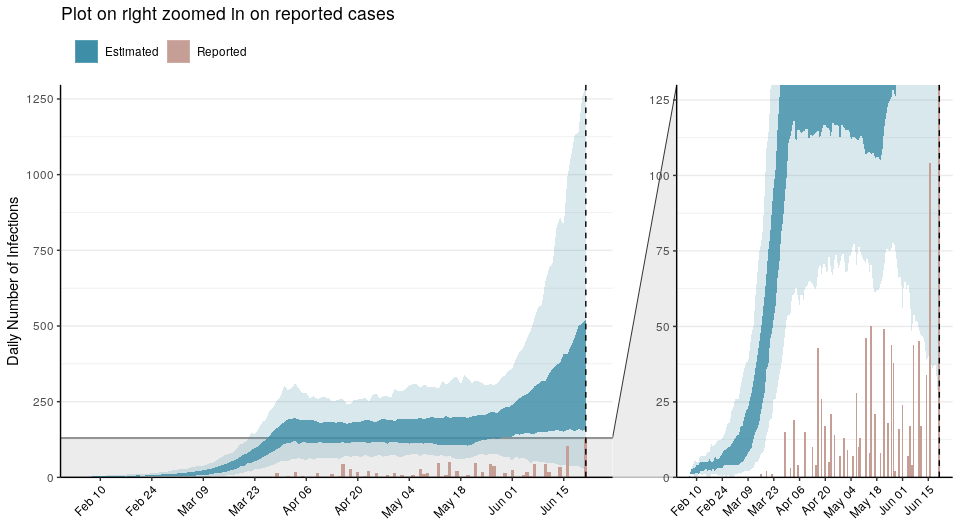 Plot on right zoomed in on reported cases
Estimated Reported
Daily Number of Infections
1250
1000
750
500
250
0
Feb 10 Feb 24 Mar 09 Mar 23 Apr 06 Apr 20 May 04 May 18 Jun 01 Jun 15
125
100
75
50
25
0
Feb 10 Feb 24 Mar 09 Mar 23 Apr 06 Apr 20 May 04 May 18 Jun 01 Jun 15